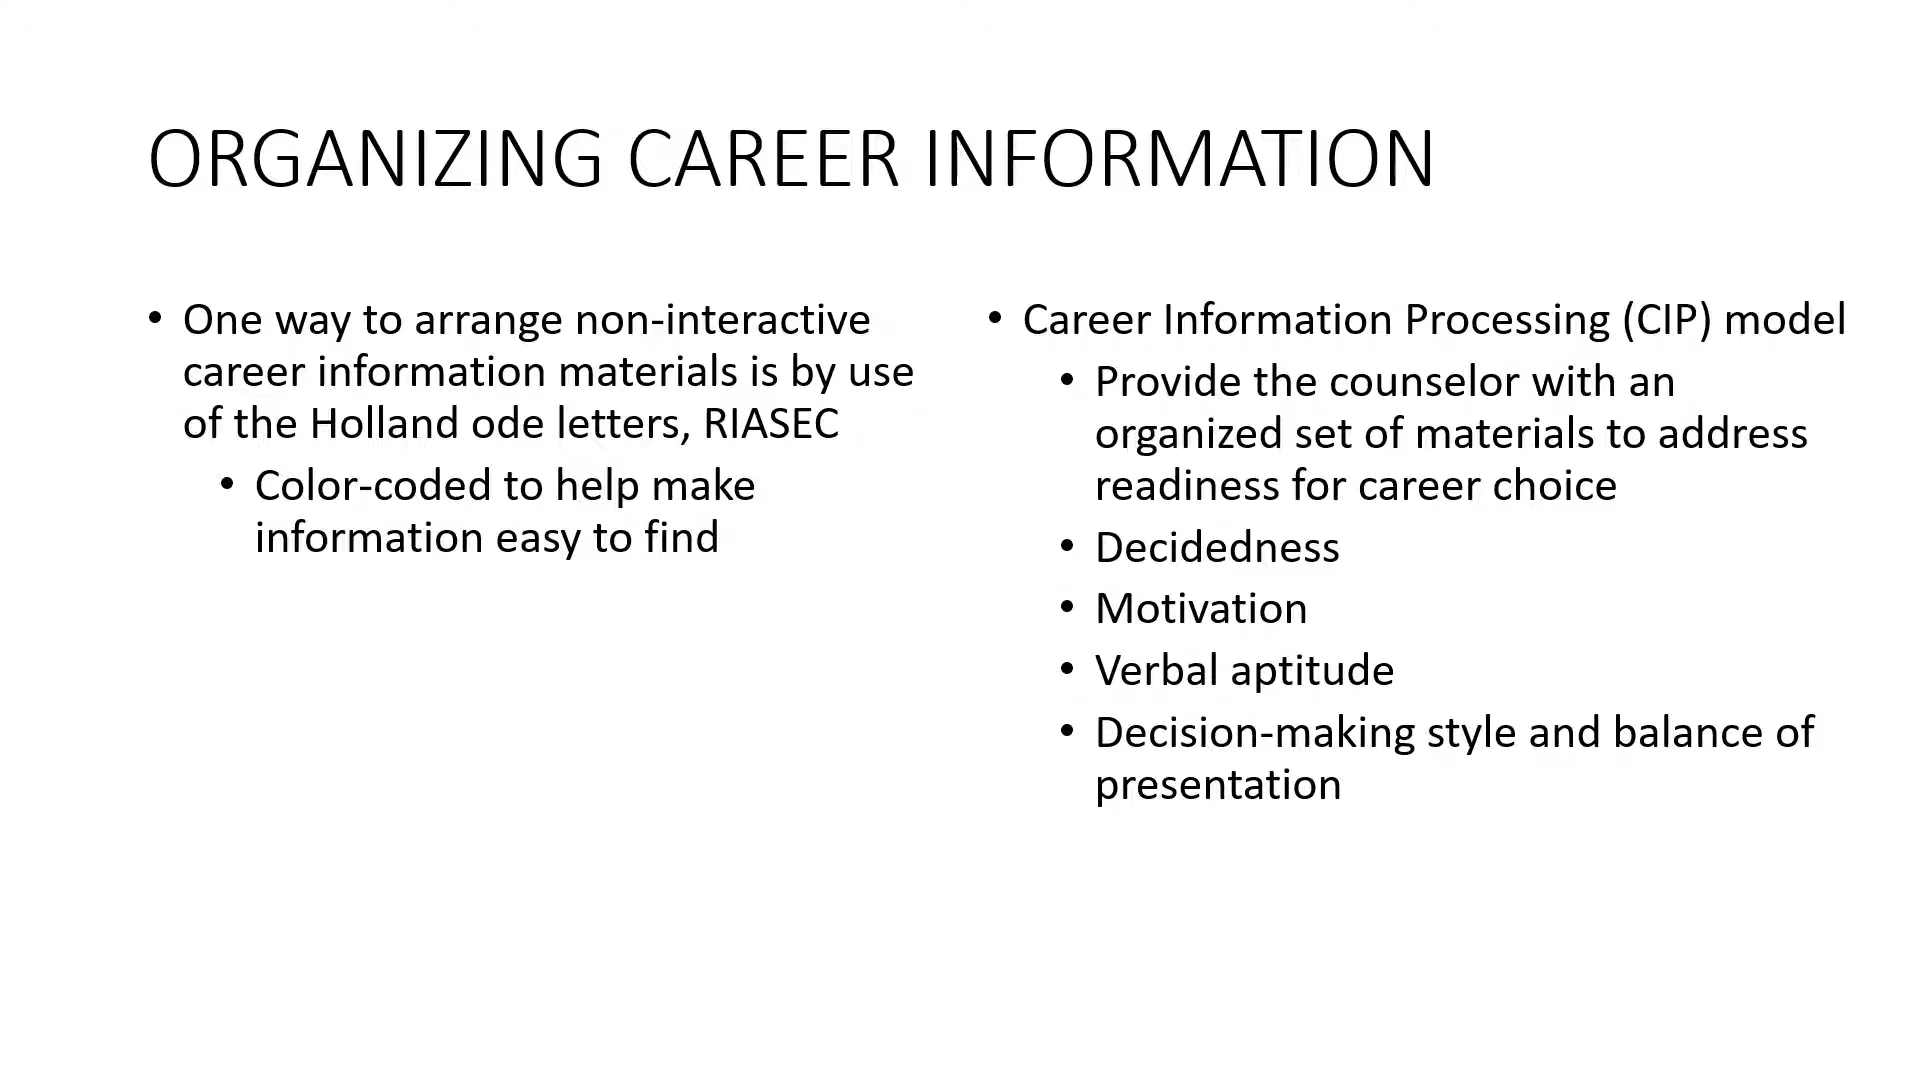 ORGANIZING CAREER INFORMATION
• One way to arrange non-interactive
career information materials is by use
of the Holland ode letters, RIASEC
• Color-coded to help make
information easy to find
• Career Information Processing (CIP) model
• Provide the counselor with an
organized set of materials to address
readiness for career choice
• Decidedness
• Motivation
• Verbal aptitude
• Decision-making style and balance of
presentation